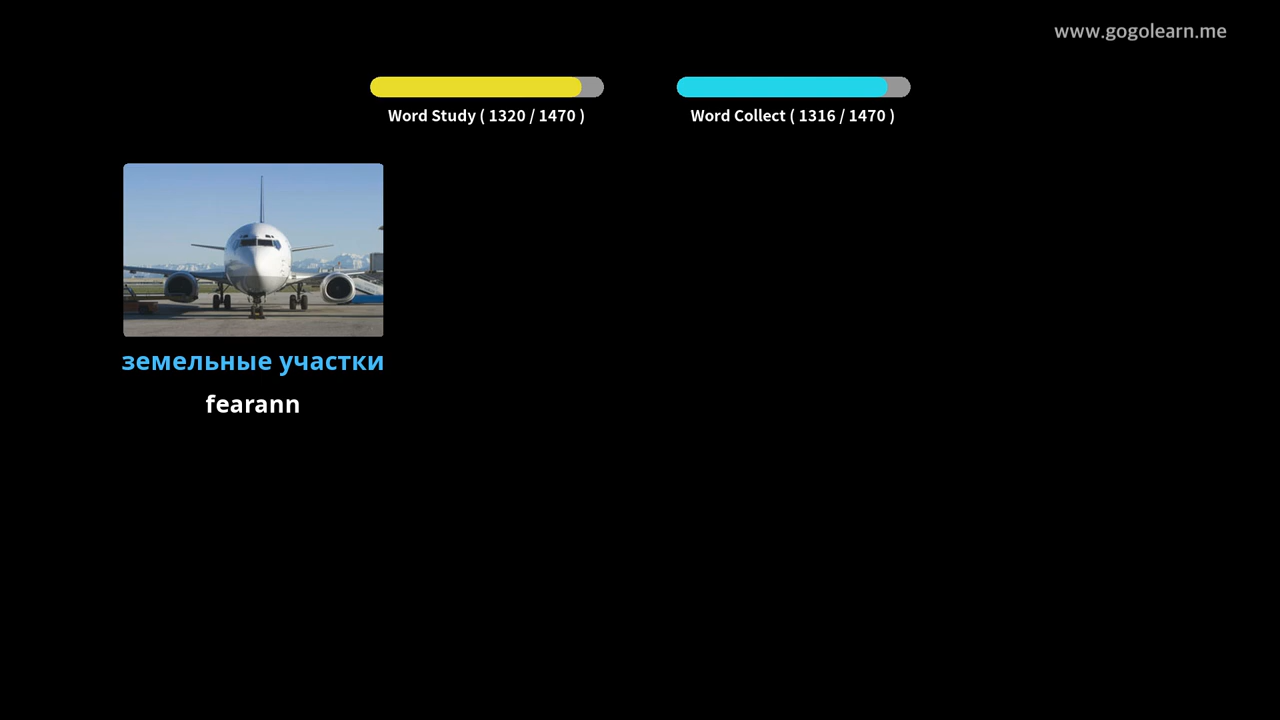 www.gogolearn.me
Word Study ( 1320 / 1470 )
Word Collect ( 1316 / 1470 )
земельные участки
fearann